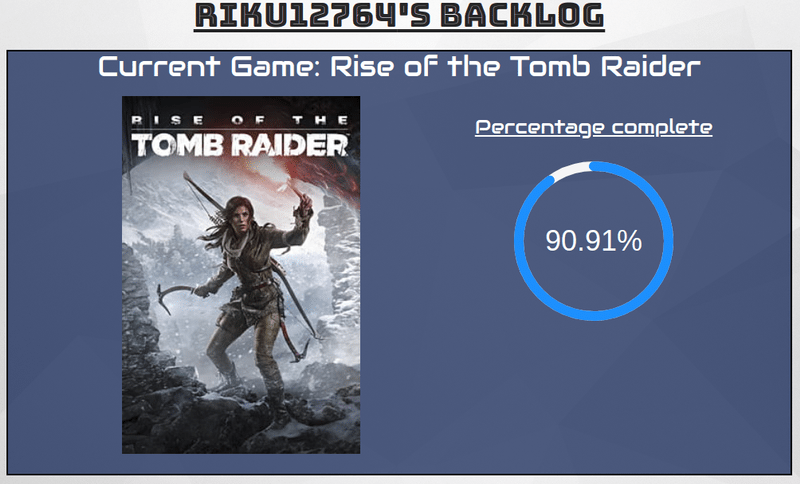 RIKU12764'S BACKLOG
Current Game: Rise of the Tomb Raider
RISE OF THE
TOMB RAIDER
Percentage complete
90.91%